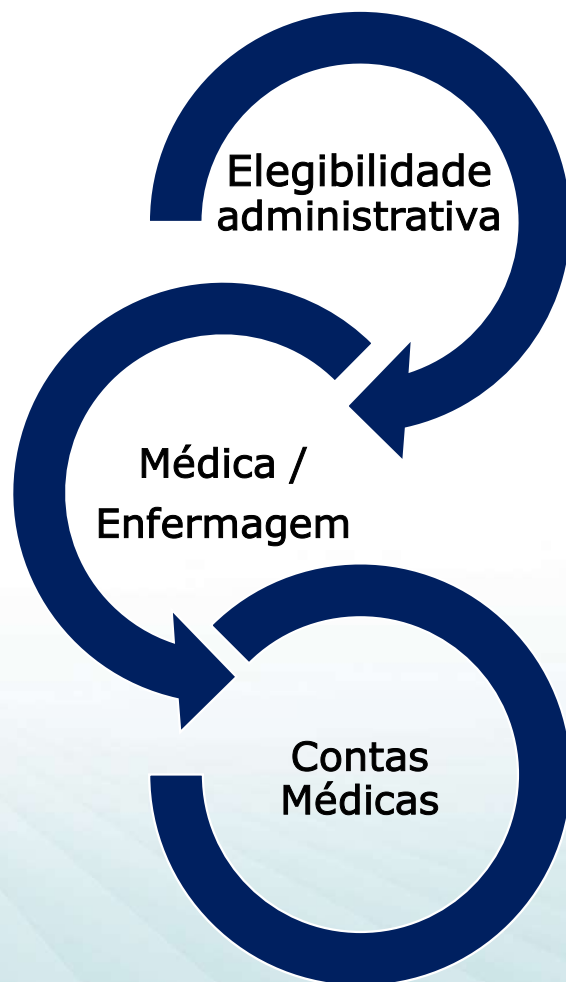 Elegibilidade
administrativa
Médica /
Enfermagem
Contas
Médicas